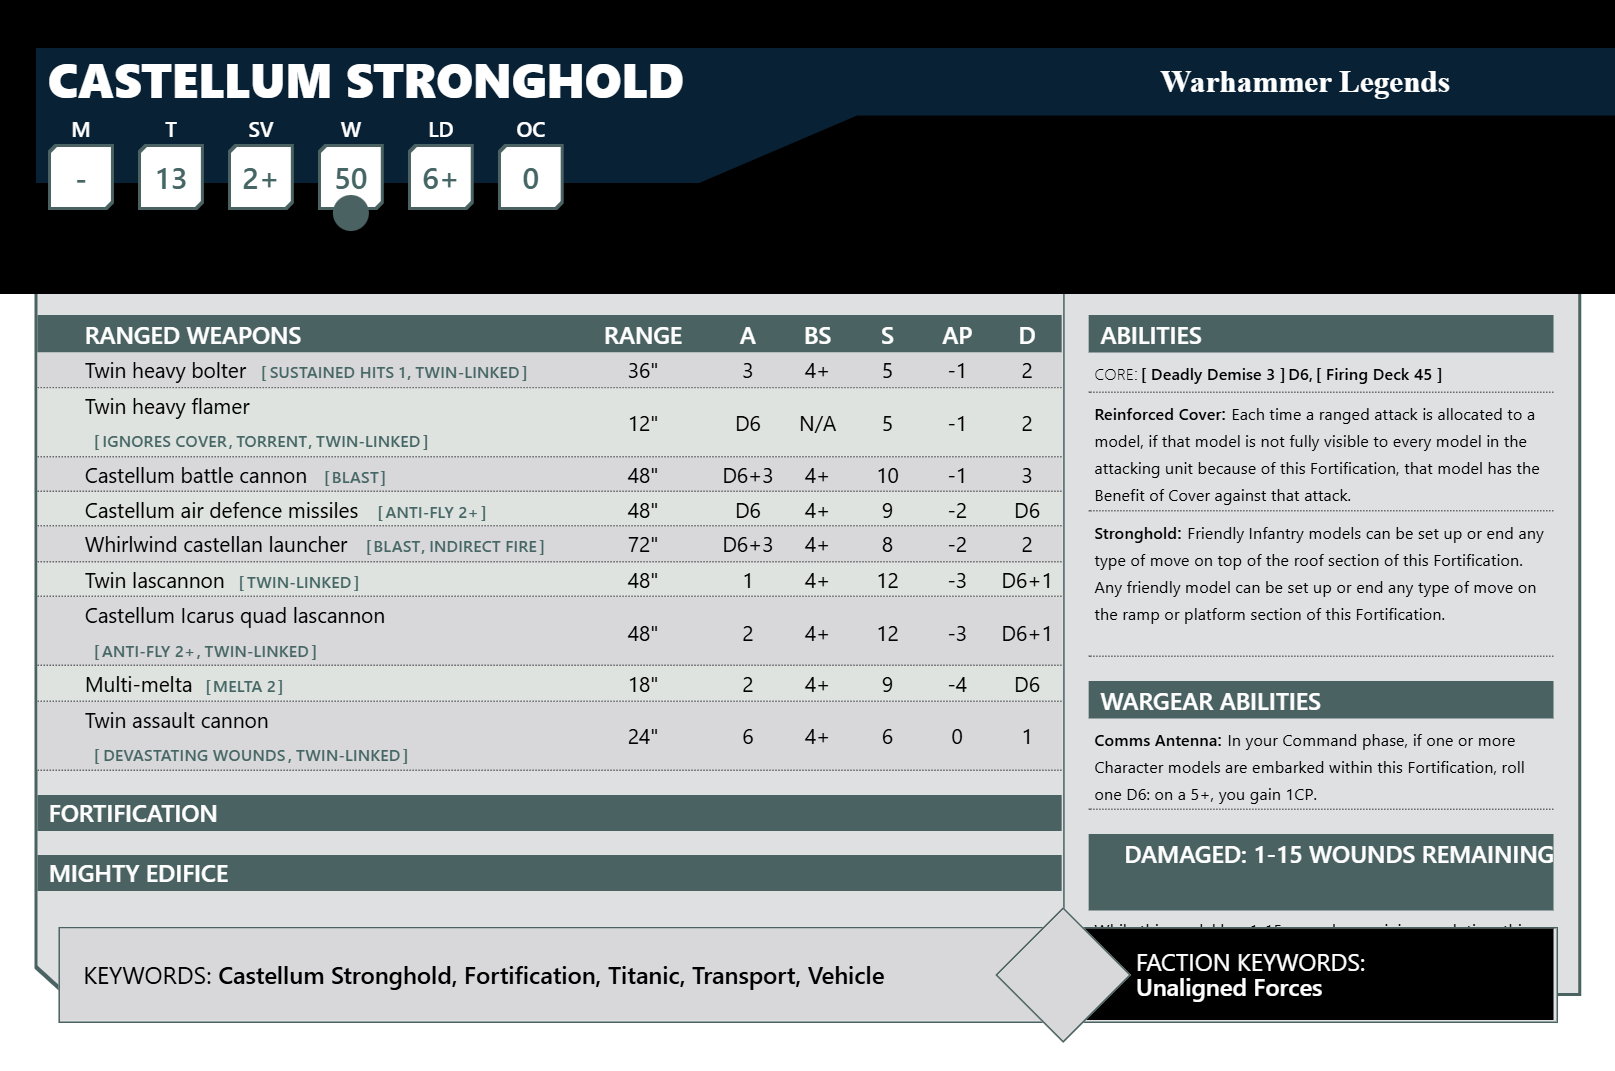 CASTELLUM STRONGHOLD
Warhammer Legends
M T SV W LD OC
- 13 2+ 50 6+ 0
RANGED WEAPONS RANGE A BS S AP D
Twin heavy bolter [SUSTAINED HITS 1, TWIN-LINKED] 36" 3 4+ 5 -1 2
Twin heavy flamer
[IGNORES COVER, TORRENT, TWIN-LINKED] 12" D6 N/A 5 -1 2
Castellum battle cannon [BLAST] 48" D6+3 4+ 10 -1 3
Castellum air defence missiles [ANTI-FLY 2+] 48" D6 4+ 9 -2 D6
Whirlwind castellan launcher [BLAST, INDIRECT FIRE] 72" D6+3 4+ 8 -2 2
Twin lascannon [TWIN-LINKED] 48" 1 4+ 12 -3 D6+1
Castellum Icarus quad lascannon
[ANTI-FLY 2+, TWIN-LINKED] 48" 2 4+ 12 -3 D6+1
Multi-melta [MELTA 2] 18" 2 4+ 9 -4 D6
Twin assault cannon
[DEVASTATING WOUNDS, TWIN-LINKED] 24" 6 4+ 6 0 1
FORTIFICATION
MIGHTY EDIFICE
ABILITIES
CORE: [ Deadly Demise 3 ] D6, [ Firing Deck 45 ]
Reinforced Cover: Each time a ranged attack is allocated to a
model, if that model is not fully visible to every model in the
attacking unit because of this Fortification, that model has the
Benefit of Cover against that attack.
Stronghold: Friendly Infantry models can be set up or end any
type of move on top of the roof section of this Fortification.
Any friendly model can be set up or end any type of move on
the ramp or platform section of this Fortification.
WARGEAR ABILITIES
Comms Antenna: In your Command phase, if one or more
Character models are embarked within this Fortification, roll
one D6: on a 5+, you gain 1CP.
DAMAGED: 1-15 WOUNDS REMAINING
KEYWORDS: Castellum Stronghold, Fortification, Titanic, Transport, Vehicle
FACTION KEYWORDS:
Unaligned Forces